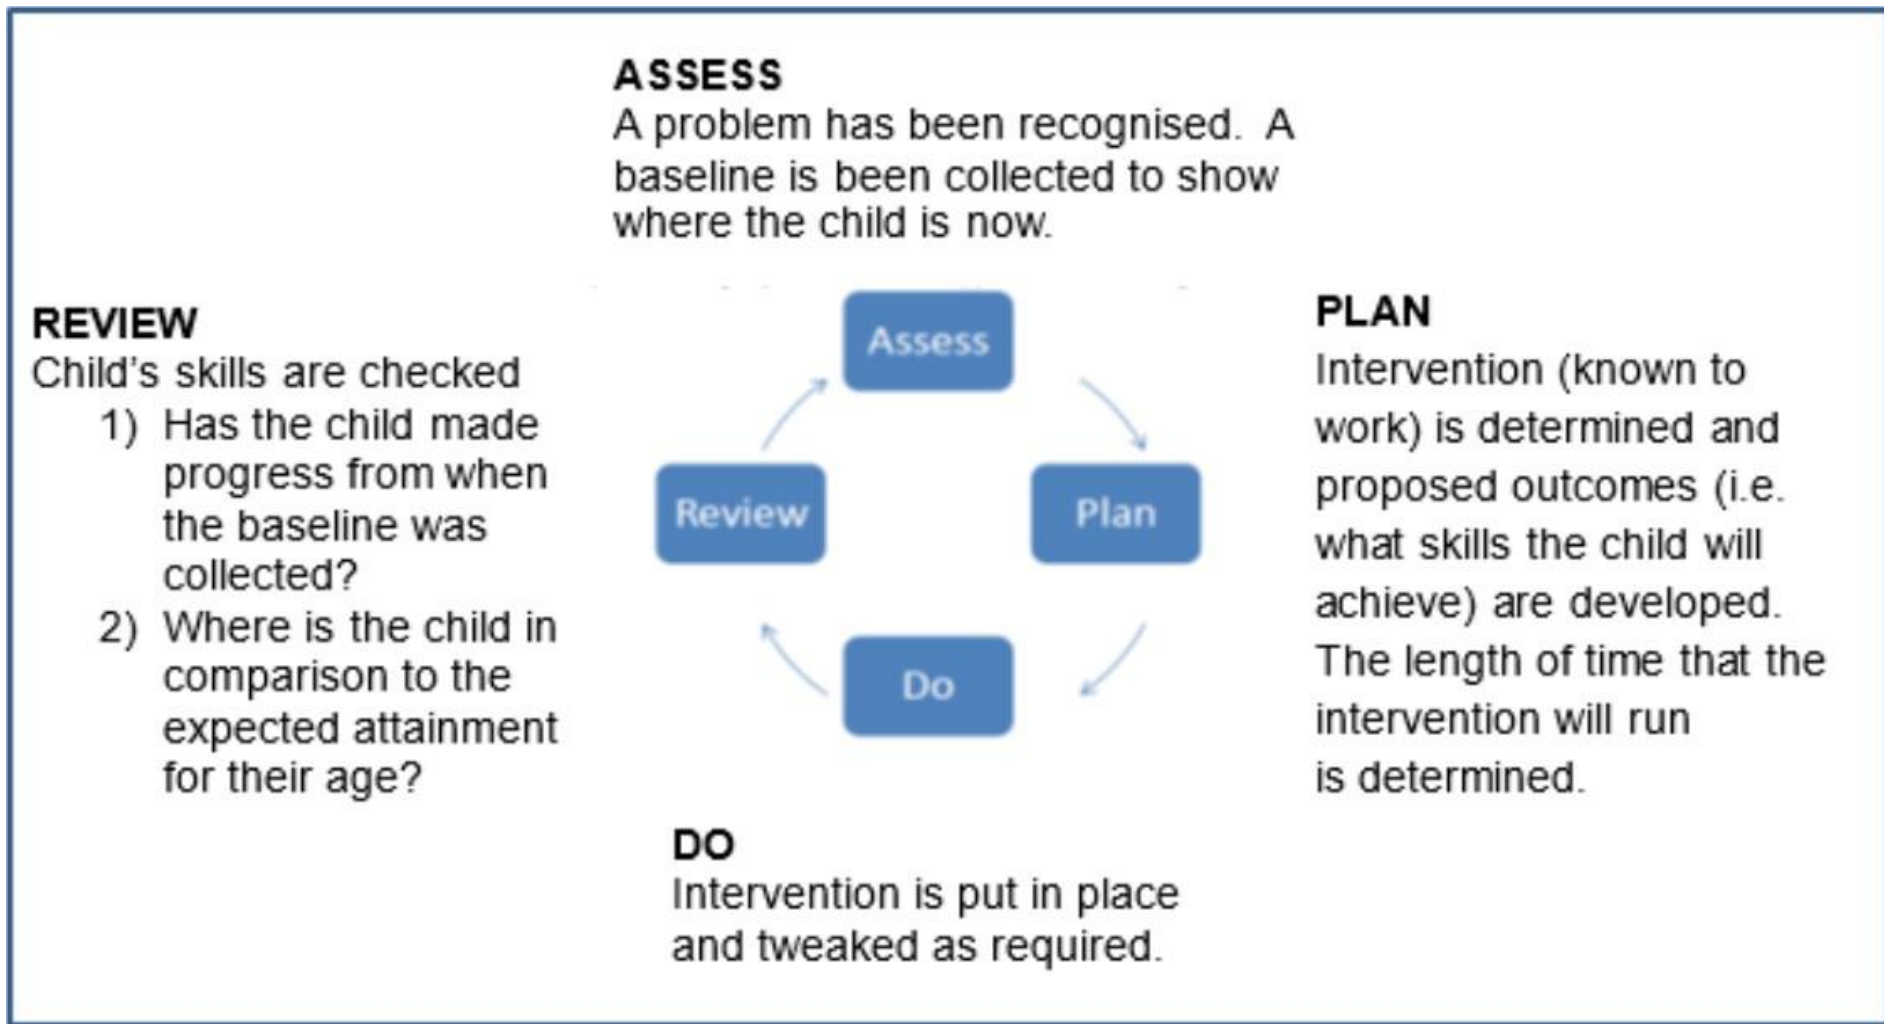 ASSESS
A problem has been recognised.  A
baseline is been collected to show
where the child is now.
REVIEW
Child's skills are checked
1) Has the child made
progress from when
the baseline was
collected?
2) Where is the child in
comparison to the
expected attainment
for their age?
Assess
Review
Plan
Do
PLAN
Intervention (known to
work) is determined and
proposed outcomes (i.e.
what skills the child will
achieve) are developed.
The length of time that the
intervention will run
is determined.
DO
Intervention is put in place
and tweaked as required.